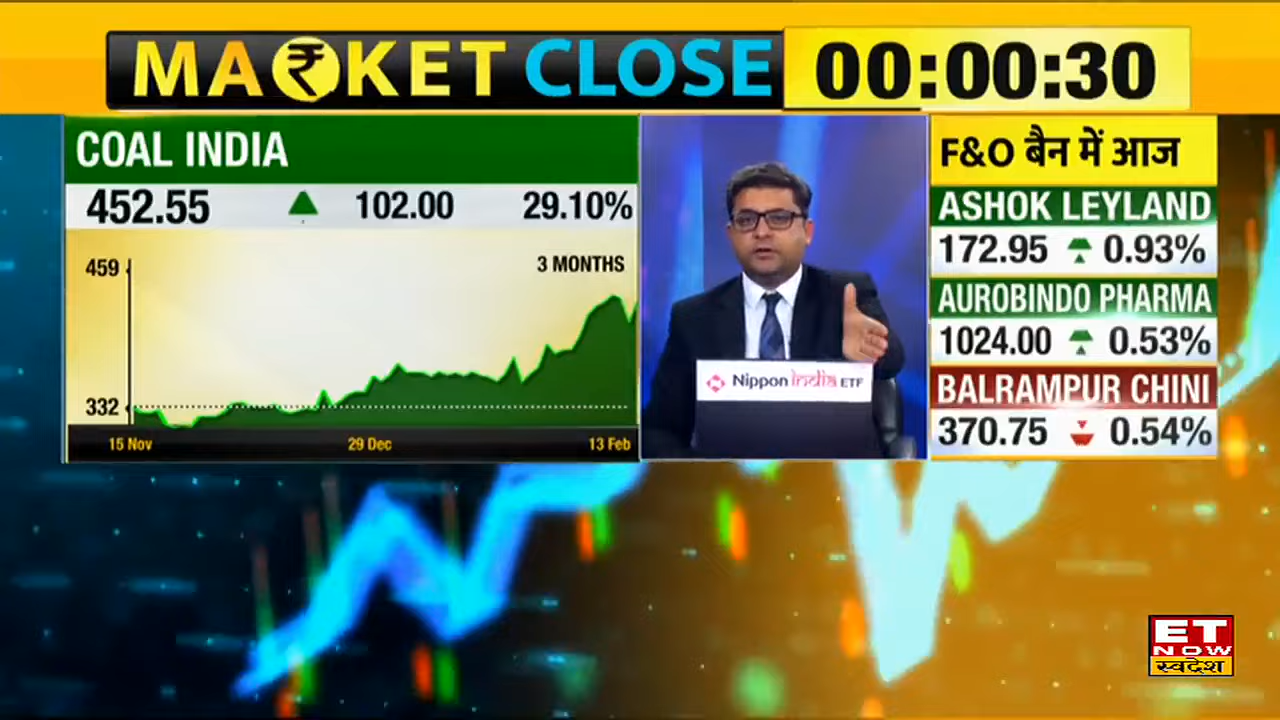 MA₹KET CLOSE 00:00:30
COAL INDIA
452.55 ▲ 102.00 29.10%
3 MONTHS
459
332
15 Nov 29 Dec 13 Feb
Nippon India ETF
F&O बैन में आज
ASHOK LEYLAND
172.95 0.93%
AUROBINDO PHARMA
1024.00 0.53%
BALRAMPUR CHINI
370.75 0.54%
ET
NOW
स्वदेश